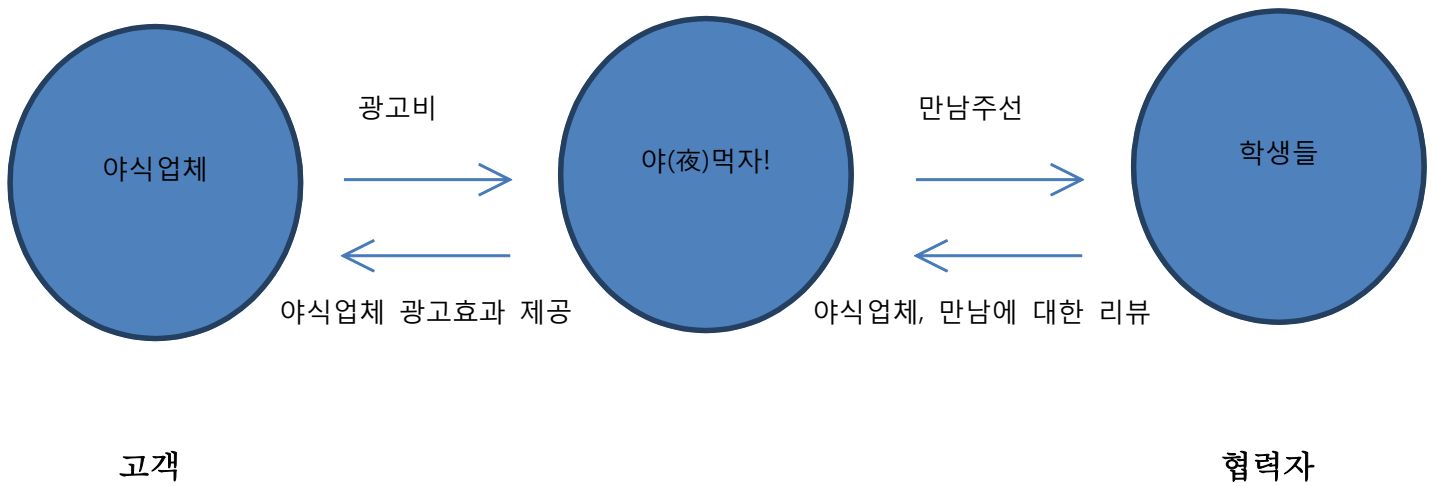 광고비
만남주선
야식업체
야(夜)먹자!
학생들
야식업체 광고효과 제공
야식업체, 만남에 대한 리뷰
고객
협력자